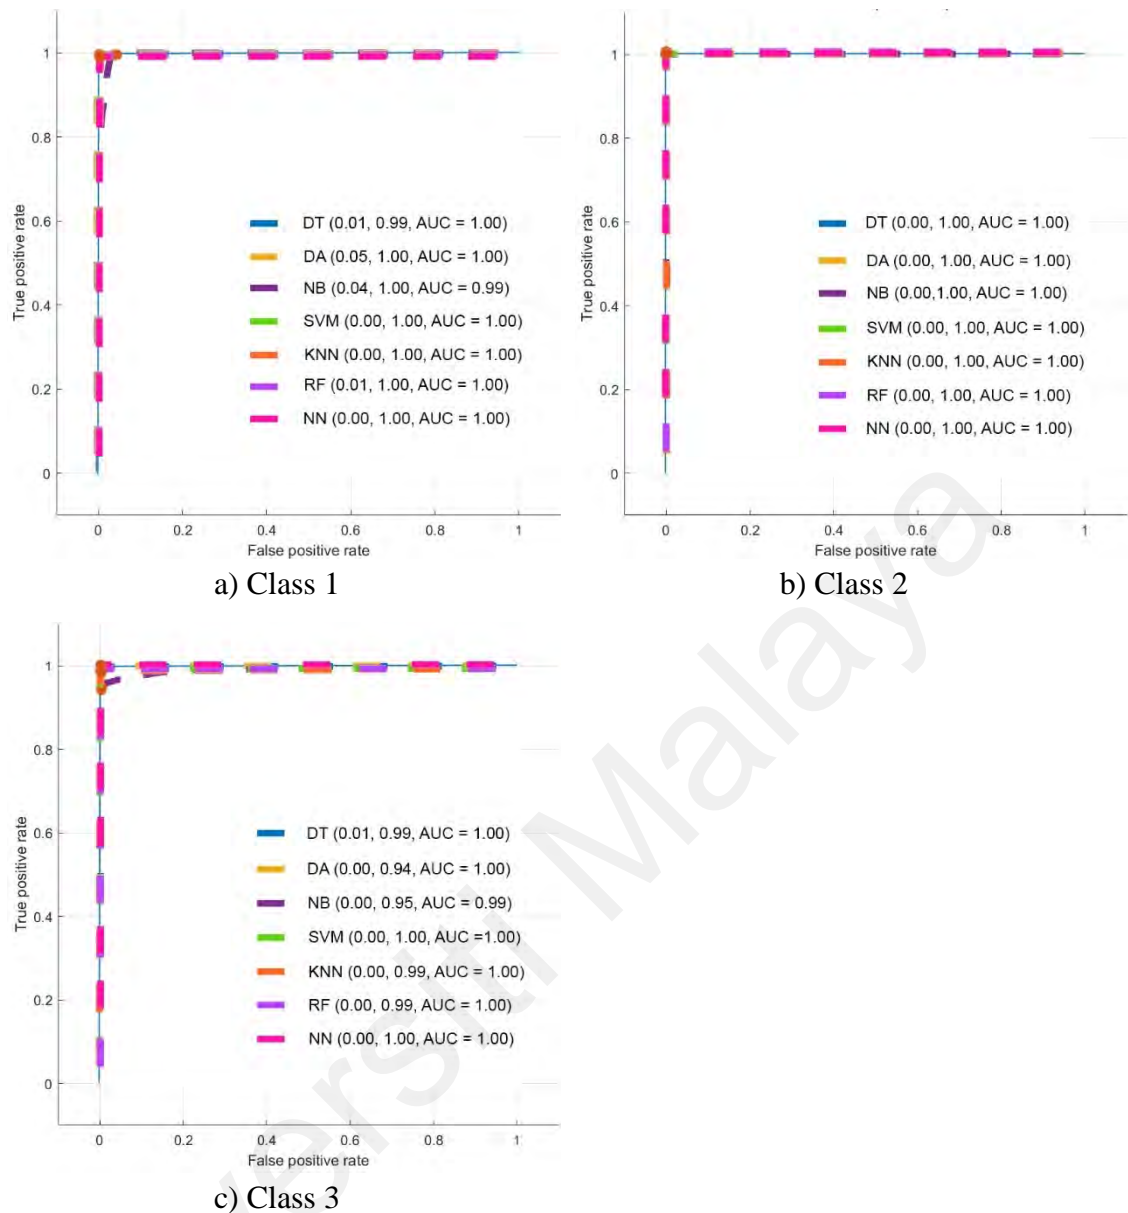 1
0.8
0.6
0.4
0.2
0
True positive rate
DT (0.01, 0.99, AUC = 1.00)
DA (0.05, 1.00, AUC = 1.00)
NB (0.04, 1.00, AUC = 0.99)
SVM (0.00, 1.00, AUC = 1.00)
KNN (0.00, 1.00, AUC = 1.00)
RF (0.01, 1.00, AUC = 1.00)
NN (0.00, 1.00, AUC = 1.00)
0 0.2 0.4 0.6 0.8 1
False positive rate
a) Class 1
1
0.8
0.6
0.4
0.2
0
True positive rate
DT (0.00, 1.00, AUC = 1.00)
DA (0.00, 1.00, AUC = 1.00)
NB (0.00,1.00, AUC = 1.00)
SVM (0.00, 1.00, AUC = 1.00)
KNN (0.00, 1.00, AUC = 1.00)
RF (0.00, 1.00, AUC = 1.00)
NN (0.00, 1.00, AUC = 1.00)
0 0.2 0.4 0.6 0.8 1
False positive rate
b) Class 2
1
0.8
0.6
0.4
0.2
0
True positive rate
DT (0.01, 0.99, AUC = 1.00)
DA (0.00, 0.94, AUC = 1.00)
NB (0.00, 0.95, AUC = 0.99)
SVM (0.00, 1.00, AUC =1.00)
KNN (0.00, 0.99, AUC = 1.00)
RF (0.00, 0.99, AUC = 1.00)
NN (0.00, 1.00, AUC = 1.00)
0 0.2 0.4 0.6 0.8 1
False positive rate
c) Class 3
versiti Malaya